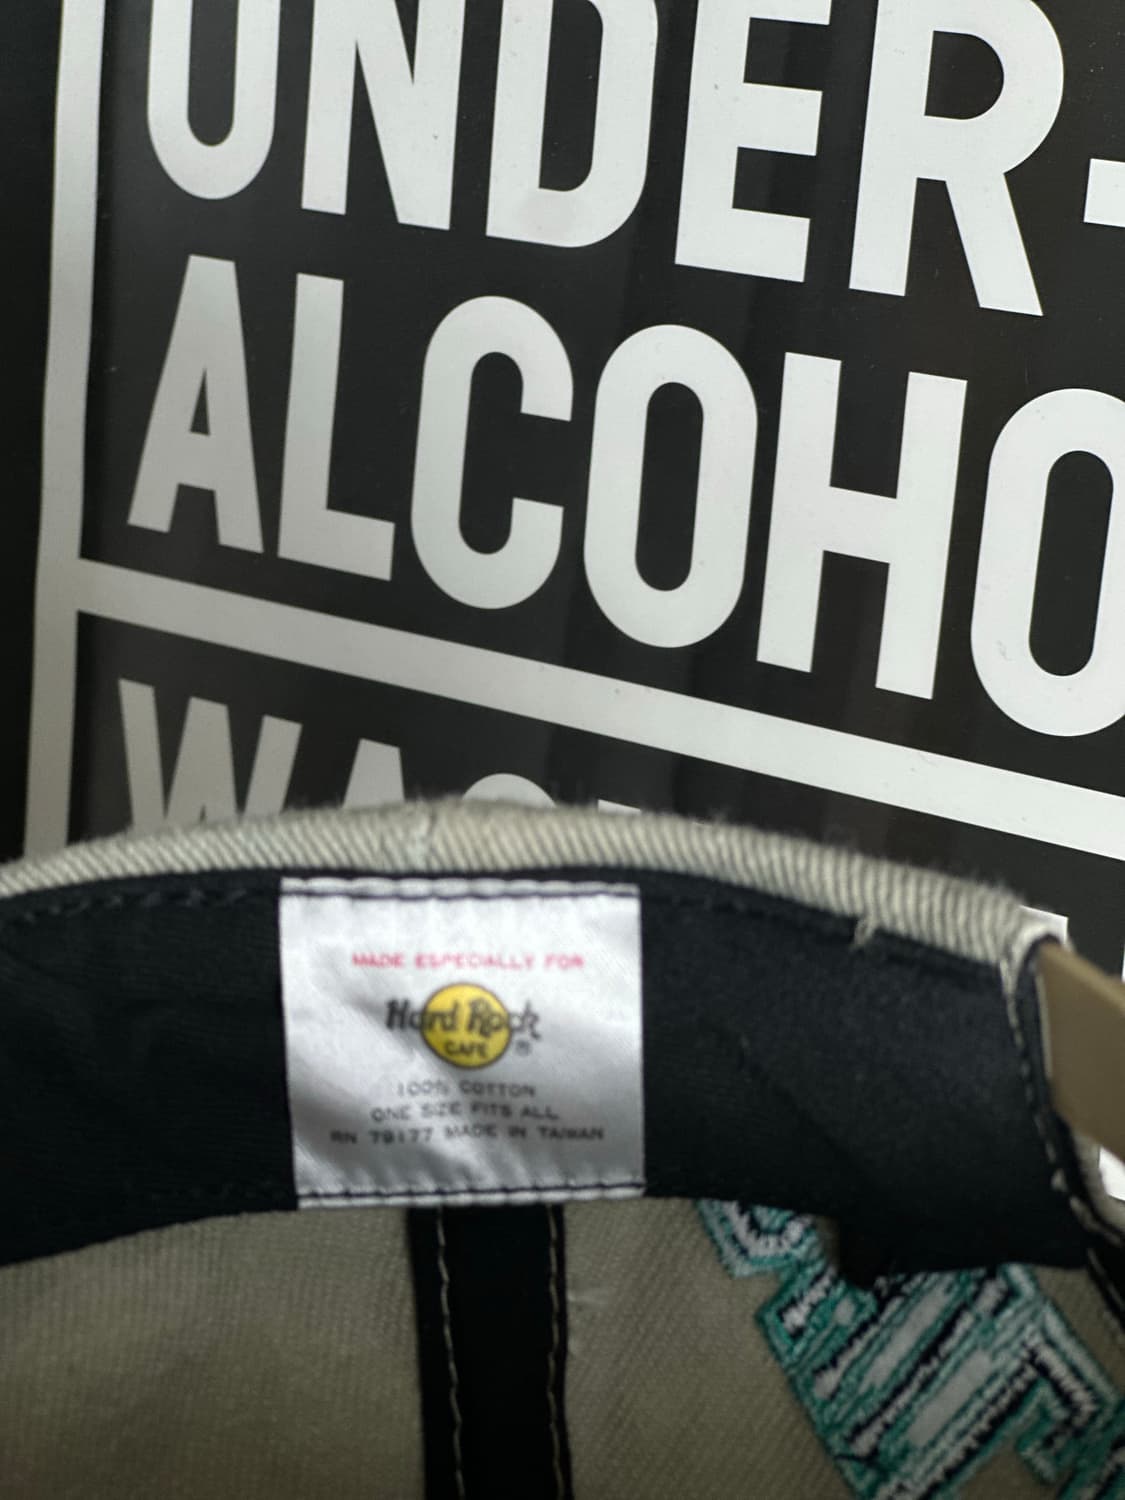 UNDER-
ALCOHO
MADE ESPECIALLY FOR
Hard Rock
CAFE ®
100% COTTON
ONE SIZE FITS ALL
RN 79177 MADE IN TAIWAN